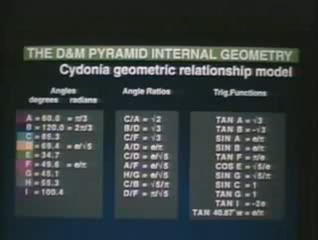 THE D&M PYRAMID INTERNAL GEOMETRY
Cydonia geometric relationship model
Angles
degrees radians
A = 60.0 = π/3
B = 120.0 = 2π/3
C = 85.3
D = 69.4 = e/√5
E = 34.7
F = 49.6 = e/π
G = 45.1
H = 55.3
I = 100.4
Angle Ratios
C/A = √2
B/D = √3
C/F = √3
A/D = e/π
C/D = e/√5
A/F = e/√5
H/G = e/√5
B/C = √5/π
D/F = π/√5
Trig.Functions
TAN A = √3
TAN B = -√3
SIN A = e/π
SIN B = e/π
TAN F = π/e
COS E = √5/e
SIN G = √5/π
SIN C = 1
TAN G = 1
TAN I = -2e
TAN 40.87° = e/π